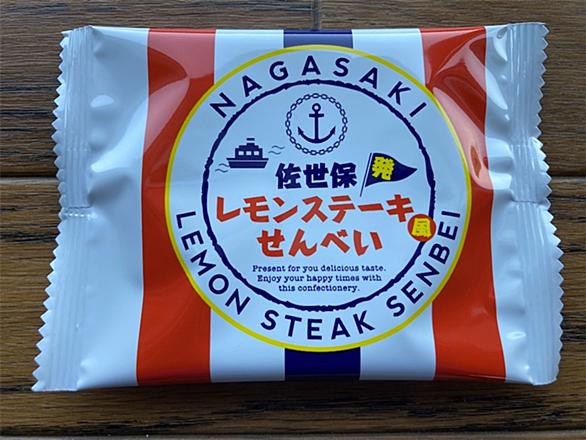 NAGASAKI
佐世保発
レモンステーキ風
せんべい
Present for you delicious taste.
Enjoy your happy times with
this confectionery.
LEMON STEAK SENBEI